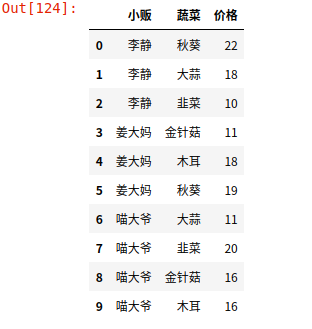 Out[124]:
小贩 蔬菜 价格
0 李静 秋葵 22
1 李静 大蒜 18
2 李静 韭菜 10
3 姜大妈 金针菇 11
4 姜大妈 木耳 18
5 姜大妈 秋葵 19
6 喵大爷 大蒜 11
7 喵大爷 韭菜 20
8 喵大爷 金针菇 16
9 喵大爷 木耳 16